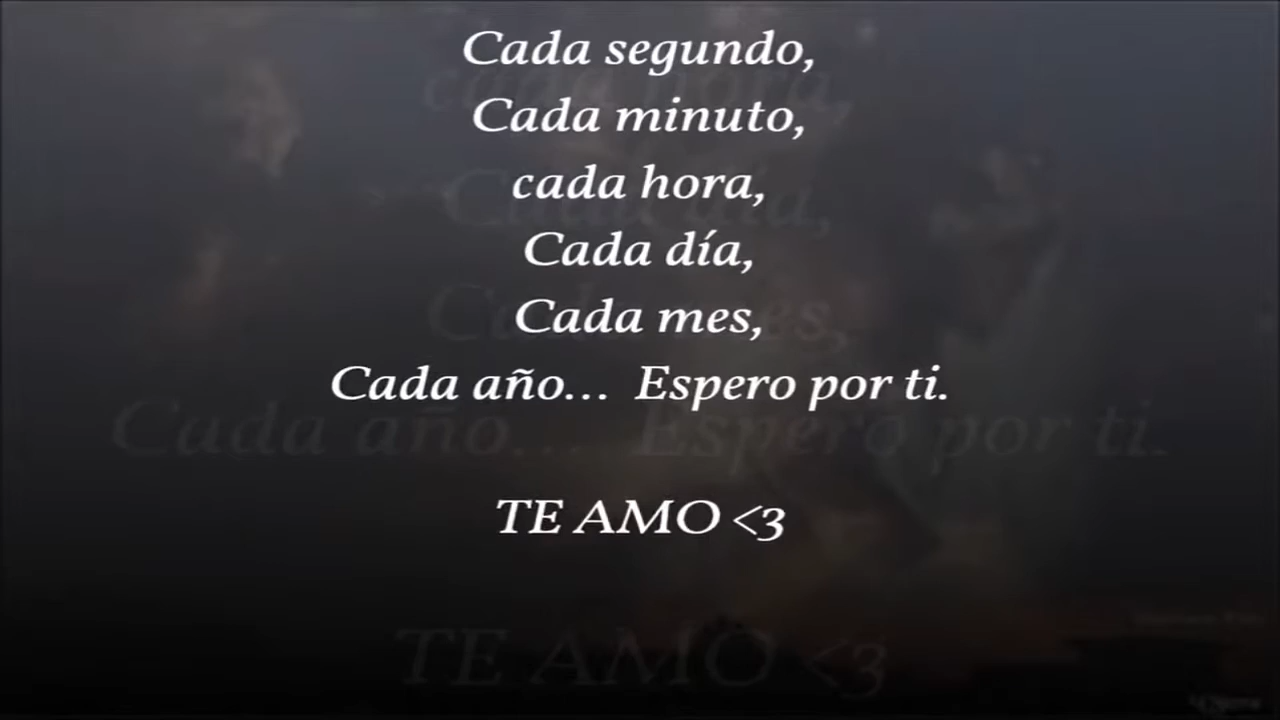 Cada segundo,
Cada minuto,
cada hora,
Cada día,
Cada mes,
Cada año...  Espero por ti.
TE AMO <3